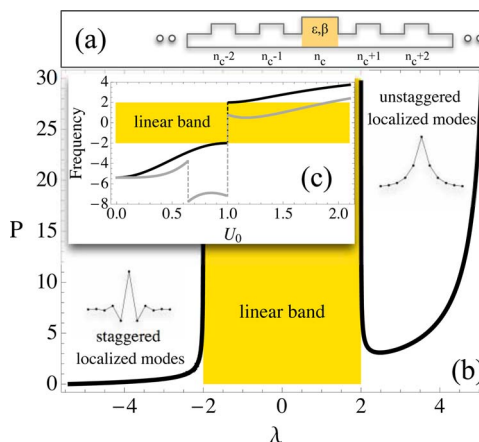 (a)
ε,β
n_c-2 n_c-1 n_c n_c+1 n_c+2
30
25
20
15
10
5
0
P
4
2
0
−2
−4
−6
−8
Frequency
linear band
(c)
0.0 0.5 1.0 1.5 2.0
U_0
unstaggered
localized modes
staggered
localized modes
linear band
(b)
−4 −2 0 2 4
λ